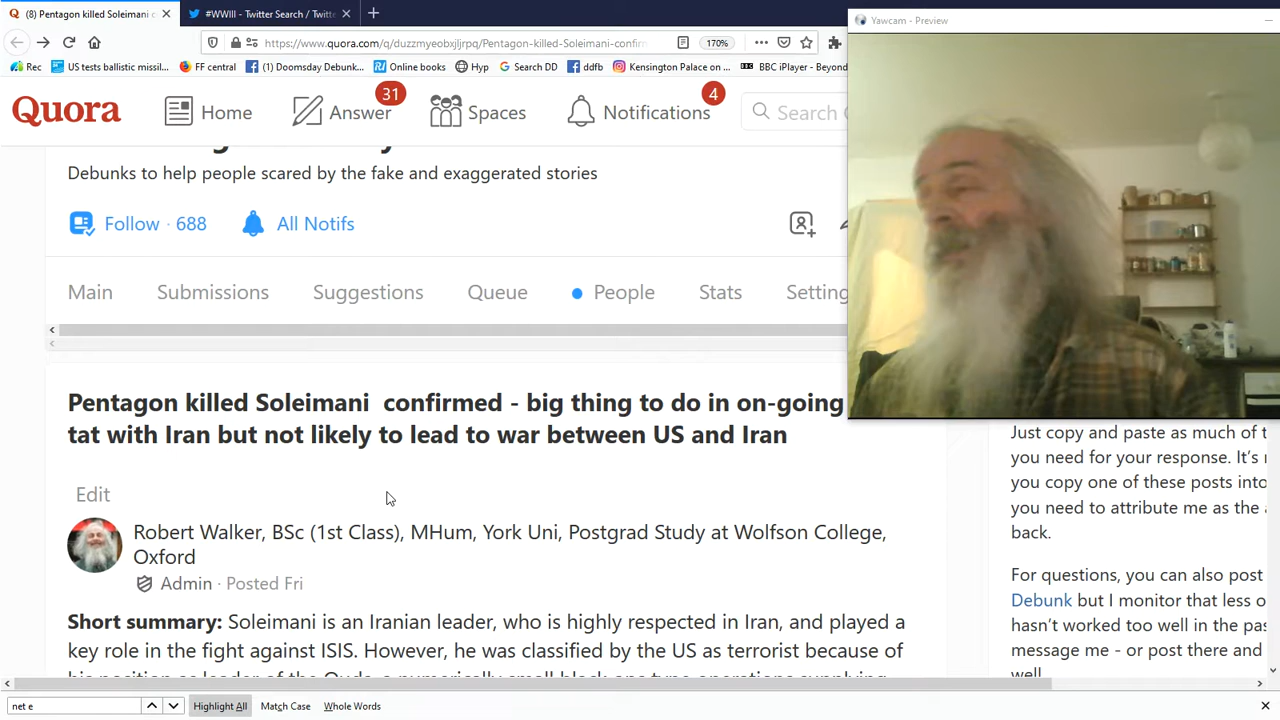 (8) Pentagon killed Soleimani c
#WWIII - Twitter Search / Twitt
Yawcam - Preview
https://www.quora.com/q/duzzmyeobxjljrpq/Pentagon-killed-Soleimani-confirm
170%
Rec
US tests ballistic missil...
FF central
(1) Doomsday Debunk...
Online books
Hyp
Search DD
ddfb
Kensington Palace on ...
BBC iPlayer - Beyond
Quora
Home
Answer
31
Spaces
Notifications
4
Search
Debunks to help people scared by the fake and exaggerated stories
Follow · 688
All Notifs
Main
Submissions
Suggestions
Queue
People
Stats
Setting
Pentagon killed Soleimani confirmed - big thing to do in on-going
tat with Iran but not likely to lead to war between US and Iran
Edit
Robert Walker, BSc (1st Class), MHum, York Uni, Postgrad Study at Wolfson College,
Oxford
Admin · Posted Fri
Short summary: Soleimani is an Iranian leader, who is highly respected in Iran, and played a
key role in the fight against ISIS. However, he was classified by the US as terrorist because of
Just copy and paste as much of t
you need for your response. It's
you copy one of these posts into
you need to attribute me as the
back.
For questions, you can also post
Debunk but I monitor that less o
hasn't worked too well in the pas
message me - or post there and
well
net e
Highlight All
Match Case
Whole Words